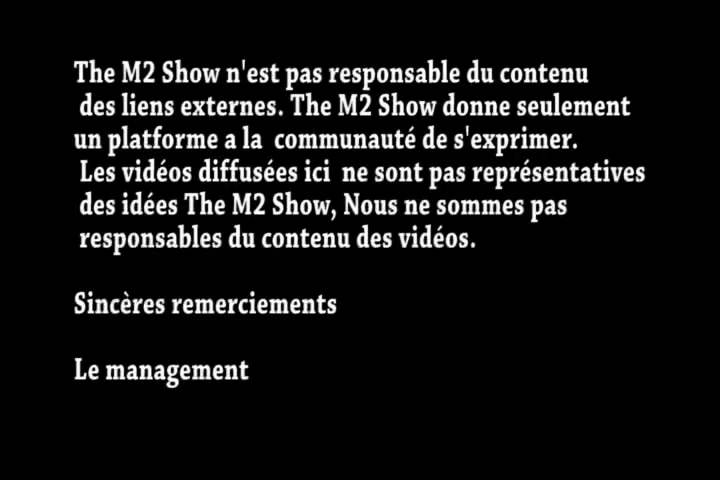 The M2 Show n'est pas responsable du contenu
des liens externes. The M2 Show donne seulement
un platforme a la communauté de s'exprimer.
Les vidéos diffusées ici ne sont pas représentatives
des idées The M2 Show, Nous ne sommes pas
responsables du contenu des vidéos.
Sincères remerciements
Le management